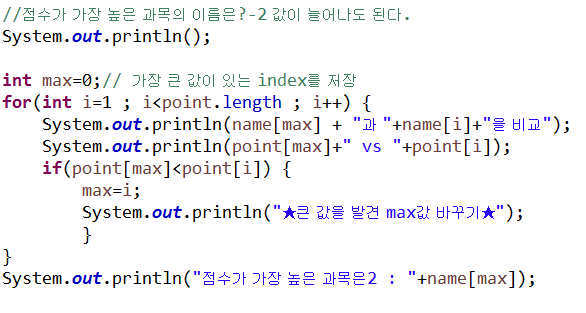 //점수가 가장 높은 과목의 이름은?-2 값이 늘어나도 된다.
System.out.println();
int max=0;// 가장 큰 값이 있는 index를 저장
for(int i=1 ; i<point.length ; i++) {
System.out.println(name[max] + "과 "+name[i]+"을 비교");
System.out.println(point[max]+" vs "+point[i]);
if(point[max]<point[i]) {
max=i;
System.out.println("★큰 값을 발견 max값 바꾸기★");
}
}
System.out.println("점수가 가장 높은 과목은2 : "+name[max]);